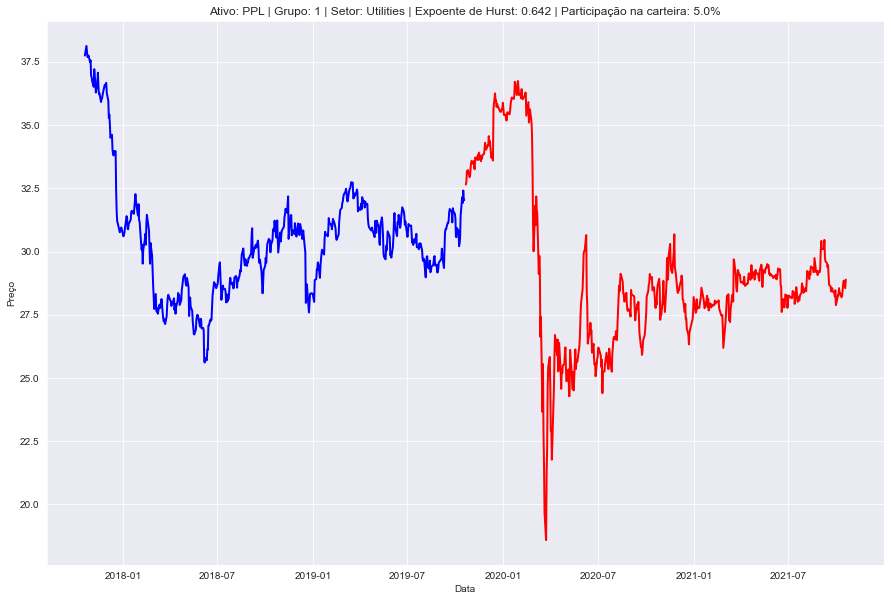 Ativo: PPL | Grupo: 1 | Setor: Utilities | Expoente de Hurst: 0.642 | Participação na carteira: 5.0%
37.5
35.0
32.5
30.0
27.5
25.0
22.5
20.0
Preço
2018-01 2018-07 2019-01 2019-07 2020-01 2020-07 2021-01 2021-07
Data